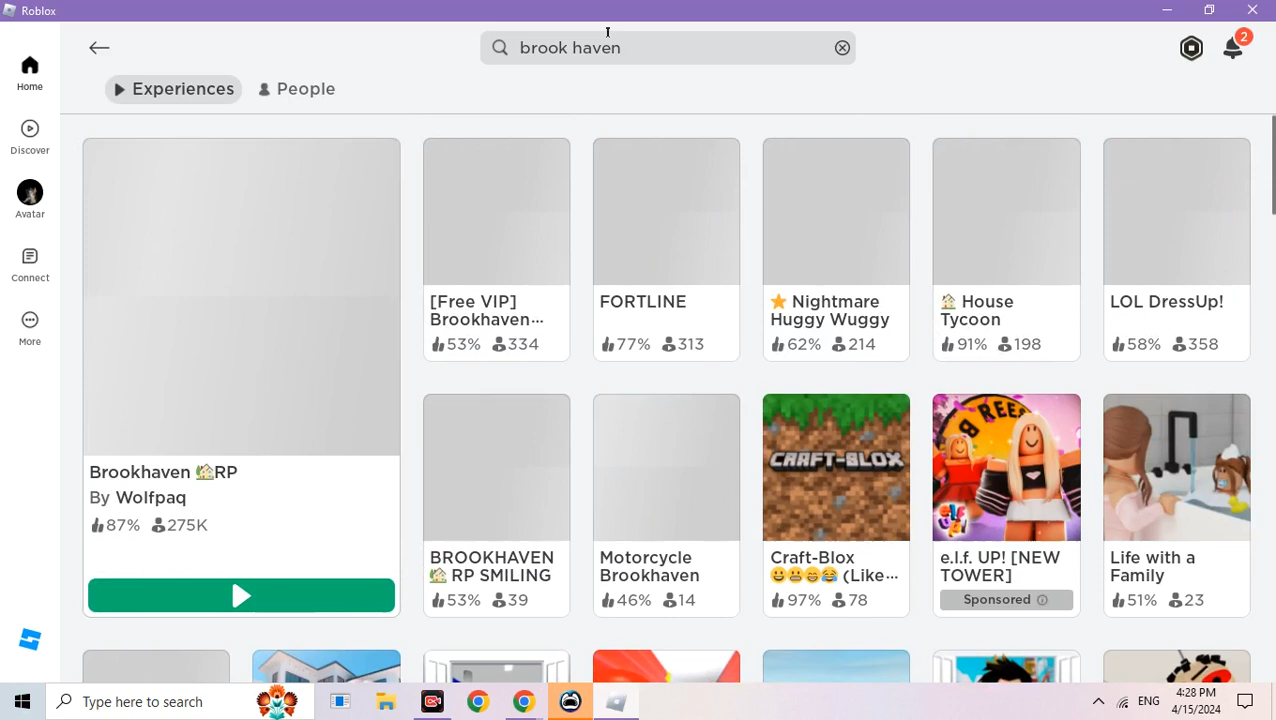 Roblox
brook haven
2
Home
Discover
Avatar
Connect
More
Experiences
People
Brookhaven 🏡RP
By Wolfpaq
87% 275K
[Free VIP]
Brookhaven...
53% 334
FORTLINE
77% 313
⭐ Nightmare
Huggy Wuggy
62% 214
🏠 House
Tycoon
91% 198
LOL DressUp!
58% 358
BROOKHAVEN
🏡 RP SMILING
53% 39
Motorcycle
Brookhaven
46% 14
CRAFT-BLOX
Craft-Blox
😀😬😁😂 (Like...
97% 78
e.l.f. UP!
e.l.f. UP! [NEW
TOWER]
Sponsored
Life with a
Family
51% 23
Type here to search
ENG
4:28 PM
4/15/2024